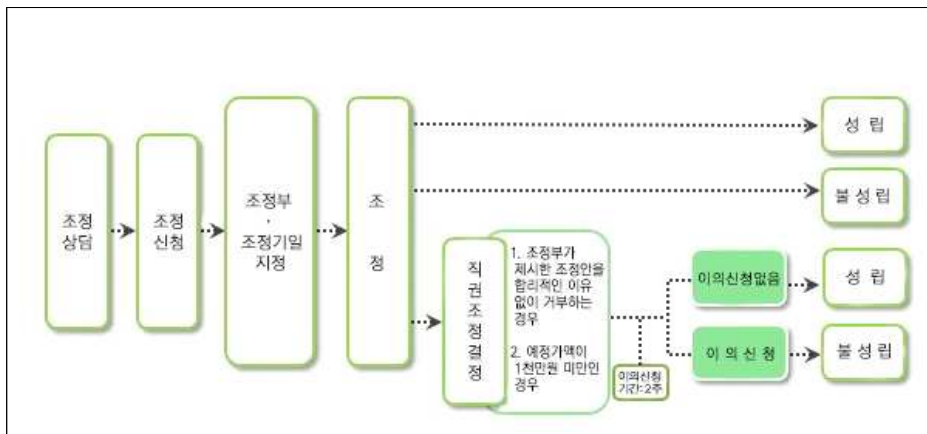 조정
상담
조정
신청
조정부
·
조정기일
지정
조
정
성 립
불 성 립
직
권
조
정
결
정
1. 조정부가
제시한 조정안을
합리적인 이유
없이 거부하는
경우
2. 예정가액이
1천만원 미만인
경우
이의신청
기간:2주
이의신청없음
성 립
이 의 신 청
불 성 립